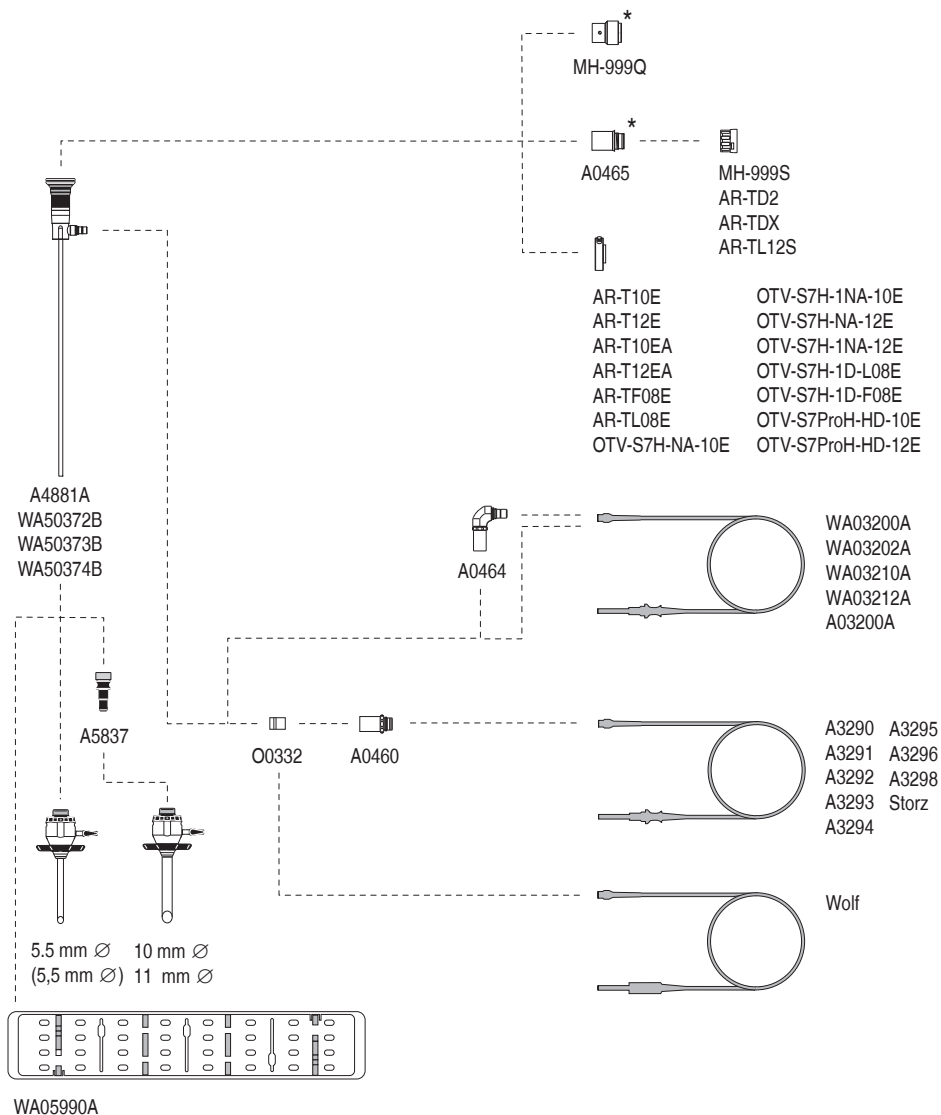 *
MH-999Q
*
A0465
MH-999S
AR-TD2
AR-TDX
AR-TL12S
AR-T10E
AR-T12E
AR-T10EA
AR-T12EA
AR-TF08E
AR-TL08E
OTV-S7H-NA-10E
OTV-S7H-1NA-10E
OTV-S7H-NA-12E
OTV-S7H-1NA-12E
OTV-S7H-1D-L08E
OTV-S7H-1D-F08E
OTV-S7ProH-HD-10E
OTV-S7ProH-HD-12E
A4881A
WA50372B
WA50373B
WA50374B
A0464
WA03200A
WA03202A
WA03210A
WA03212A
A03200A
A5837
O0332
A0460
A3290 A3295
A3291 A3296
A3292 A3298
A3293 Storz
A3294
Wolf
5.5 mm ∅
(5,5 mm ∅)
10 mm ∅
11 mm ∅
WA05990A